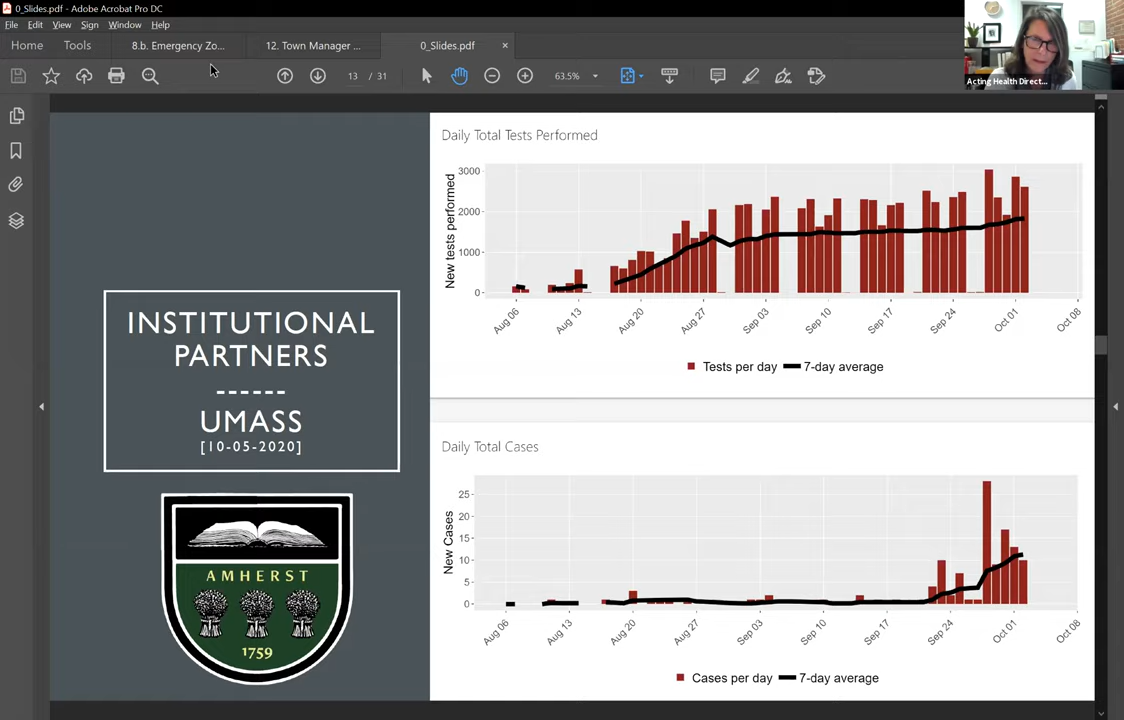 0_Slides.pdf - Adobe Acrobat Pro DC
File Edit View Sign Window Help
Home Tools 8.b. Emergency Zo... 12. Town Manager ... 0_Slides.pdf ×
13 / 31 63.5%
Acting Health Direct...
INSTITUTIONAL
PARTNERS
------
UMASS
[10-05-2020]
AMHERST
1759
Daily Total Tests Performed
New tests performed
3000
2000
1000
0
Aug 06 Aug 13 Aug 20 Aug 27 Sep 03 Sep 10 Sep 17 Sep 24 Oct 01 Oct 08
Tests per day 7-day average
Daily Total Cases
New Cases
25
20
15
10
5
0
Aug 06 Aug 13 Aug 20 Aug 27 Sep 03 Sep 10 Sep 17 Sep 24 Oct 01 Oct 08
Cases per day 7-day average